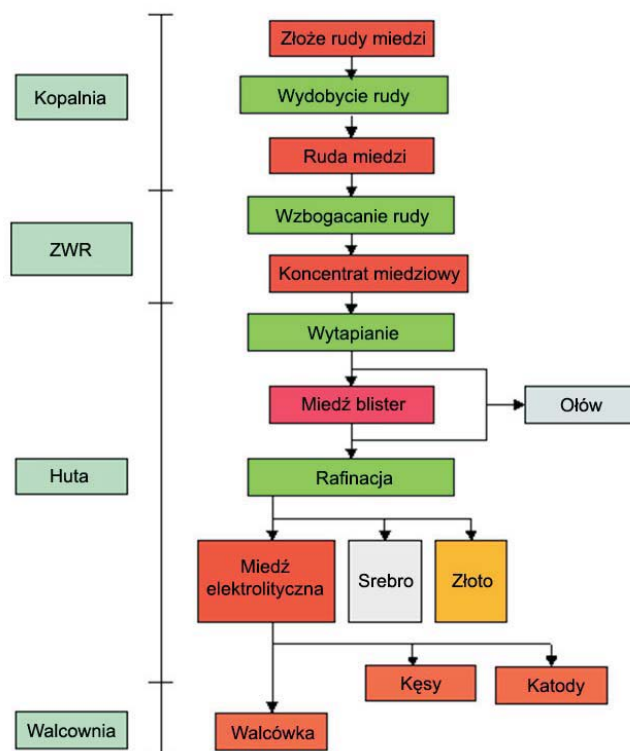 Złoże rudy miedzi
Kopalnia
Wydobycie rudy
Ruda miedzi
ZWR
Wzbogacanie rudy
Koncentrat miedziowy
Wytapianie
Miedź blister
Ołów
Huta
Rafinacja
Miedź
elektrolityczna
Srebro
Złoto
Kęsy
Katody
Walcownia
Walcówka